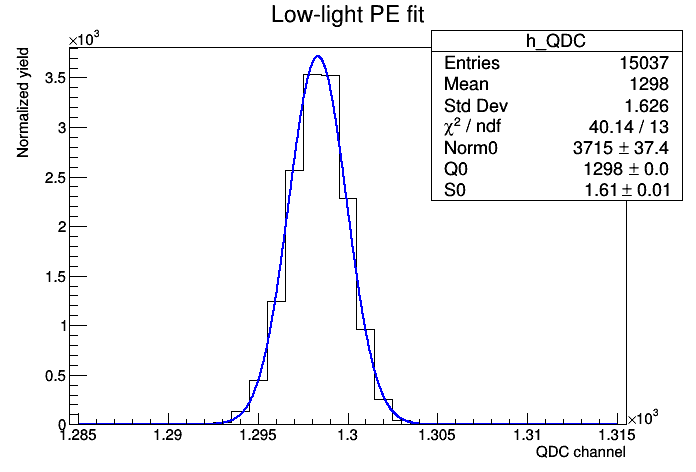 Low-light PE fit
×10³
Normalized yield
h_QDC
Entries 15037
Mean 1298
Std Dev 1.626
χ² / ndf 40.14 / 13
Norm0 3715 ± 37.4
Q0 1298 ± 0.0
S0 1.61 ± 0.01
3.5
3
2.5
2
1.5
1
0.5
0
1.285 1.29 1.295 1.3 1.305 1.31 1.315 ×10³
QDC channel